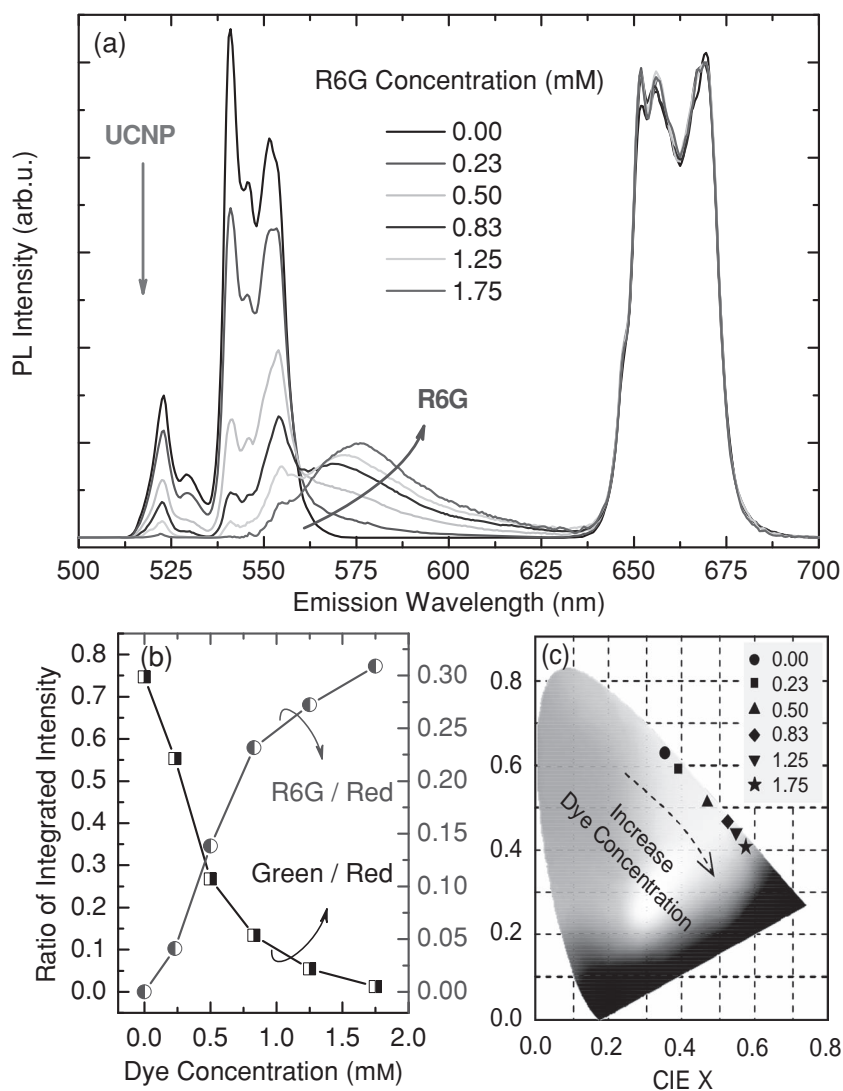 (a)
R6G Concentration (mM)
0.00
0.23
0.50
0.83
1.25
1.75
UCNP
R6G
PL Intensity (arb.u.)
500 525 550 575 600 625 650 675 700
Emission Wavelength (nm)
(b)
0.8
0.7
0.6
0.5
0.4
0.3
0.2
0.1
0.0
Ratio of Integrated Intensity
0.30
0.25
0.20
0.15
0.10
0.05
0.00
R6G / Red
Green / Red
0.0 0.5 1.0 1.5 2.0
Dye Concentration (mM)
(c)
0.00
0.23
0.50
0.83
1.25
1.75
0.8
0.6
0.4
0.2
0.0
Increase
Dye Concentration
0.0 0.2 0.4 0.6 0.8
CIE X